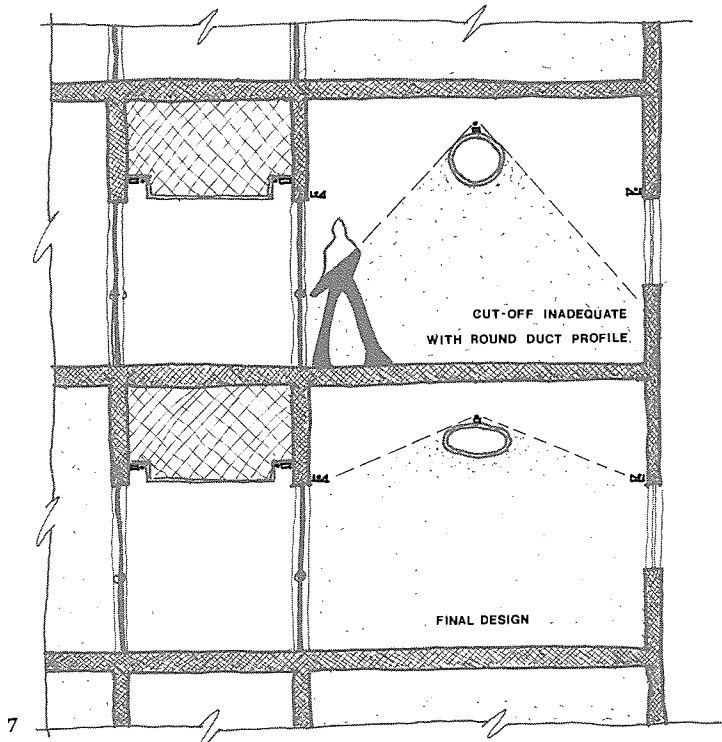 CUT-OFF INADEQUATE
WITH ROUND DUCT PROFILE.
FINAL DESIGN
7